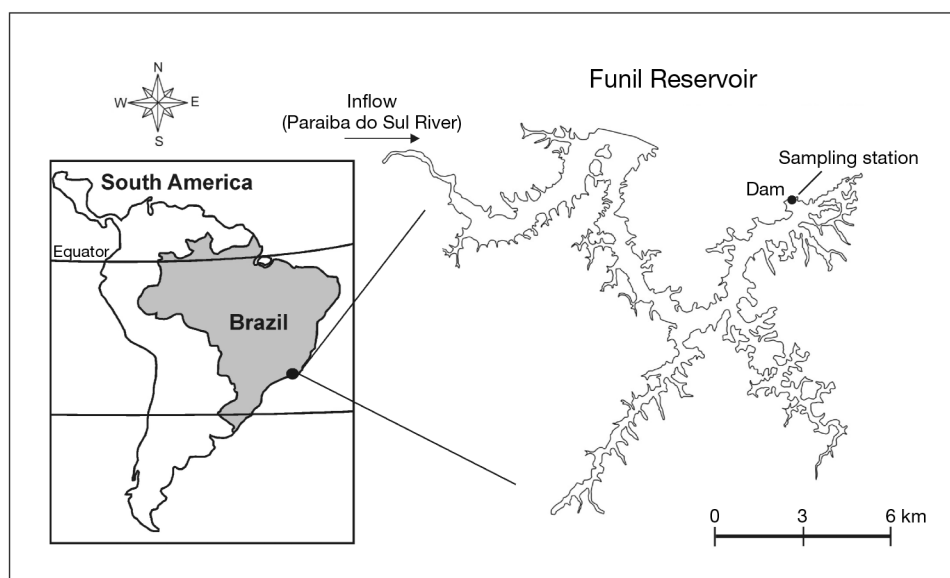 Funil Reservoir
N
W
E
S
Inflow
(Paraiba do Sul River)
Sampling station
Dam
South America
Equator
Brazil
0
3
6 km